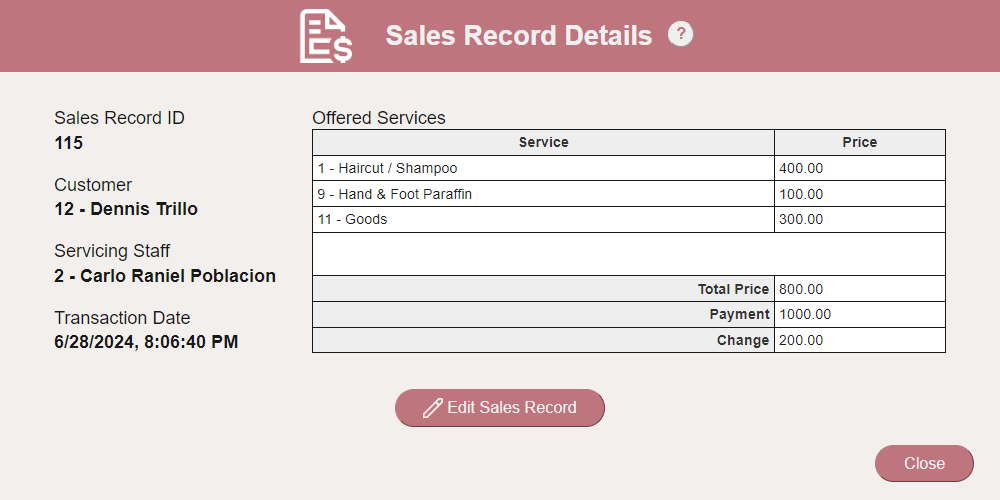 Sales Record Details ?
Sales Record ID
115
Customer
12 - Dennis Trillo
Servicing Staff
2 - Carlo Raniel Poblacion
Transaction Date
6/28/2024, 8:06:40 PM
Offered Services
Service Price
1 - Haircut / Shampoo 400.00
9 - Hand & Foot Paraffin 100.00
11 - Goods 300.00
Total Price 800.00
Payment 1000.00
Change 200.00
Edit Sales Record
Close